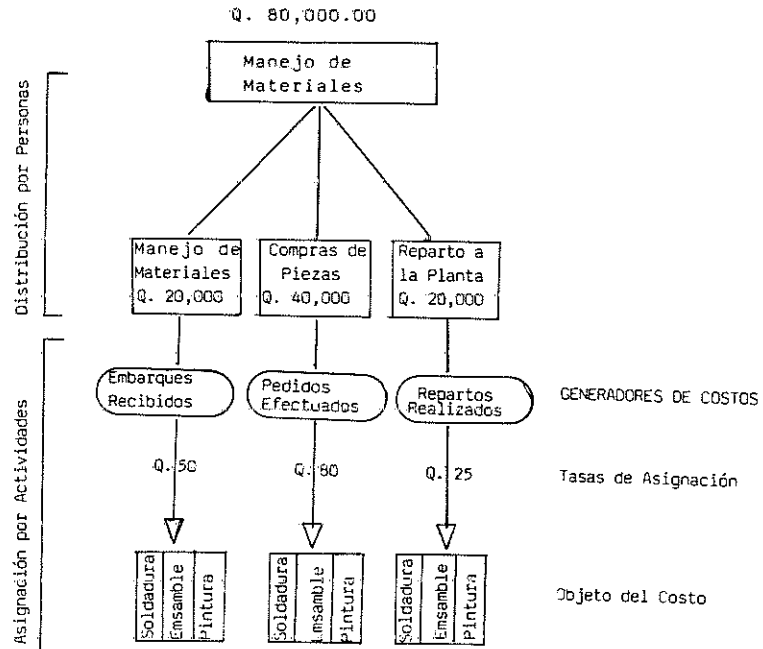 Q. 80,000.00
Manejo de
Materiales
Distribución por Personas
Manejo de
Materiales
Q. 20,000
Compras de
Piezas
Q. 40,000
Reparto a
la Planta
Q. 20,000
Asignación por Actividades
Embarques
Recibidos
Pedidos
Efectuados
Repartos
Realizados
GENERADORES DE COSTOS
Q. 50
Q. 80
Q. 25
Tasas de Asignación
Soldadura
Emsamble
Pintura
Soldadura
Emsamble
Pintura
Soldadura
Emsamble
Pintura
Objeto del Costo